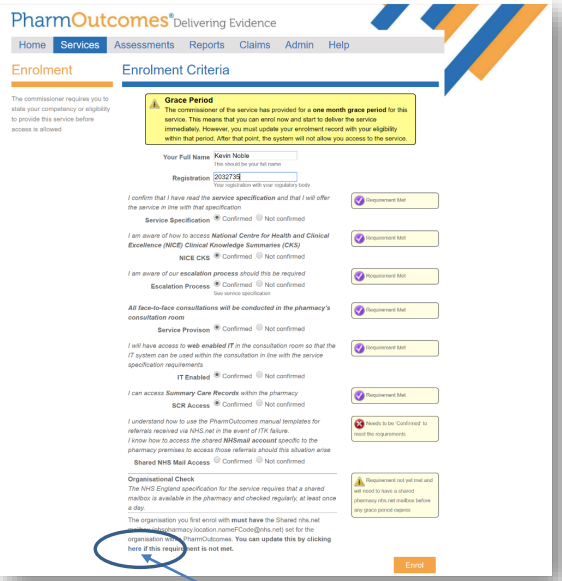 PharmOutcomes® Delivering Evidence
Home Services Assessments Reports Claims Admin Help
Enrolment
The commissioner requires you to
state your competency or eligibility
to provide this service before
access is allowed
Enrolment Criteria
Grace Period
The commissioner of the service has provided for a one month grace period for this
service. This means that you can enrol now and start to deliver the service
immediately. However, you must update your enrolment record with your eligibility
within that period. After that point, the system will not allow you access to the service.
Your Full Name Kevin Noble
This should be your full name
Registration 2032735
Your registration with your regulatory body
I confirm that I have read the service specification and that I will offer
the service in line with that specification
Service Specification Confirmed Not confirmed
Requirement Met
I am aware of how to access National Centre for Health and Clinical
Excellence (NICE) Clinical Knowledge Summaries (CKS)
NICE CKS Confirmed Not confirmed
Requirement Met
I am aware of our escalation process should this be required
Escalation Process Confirmed Not confirmed
See service specification
Requirement Met
All face-to-face consultations will be conducted in the pharmacy's
consultation room
Service Provison Confirmed Not confirmed
Requirement Met
I will have access to web enabled IT in the consultation room so that the
IT system can be used within the consultation in line with the service
specification requirements
IT Enabled Confirmed Not confirmed
Requirement Met
I can access Summary Care Records within the pharmacy
SCR Access Confirmed Not confirmed
Requirement Met
I understand how to use the PharmOutcomes manual templates for
referrals received via NHS.net in the event of ITK failure.
I know how to access the shared NHSmail account specific to the
pharmacy premises to access those referrals should this situation arise
Shared NHS Mail Access Confirmed Not confirmed
Needs to be 'Confirmed' to
meet the requirements
Organisational Check
The NHS England specification for the service requires that a shared
mailbox is available in the pharmacy and checked regularly, at least once
a day.
Requirement not yet met and
will need to have a shared
pharmacy nhs.net mailbox before
any grace period expires
The organisation you first enrol with must have the Shared nhs.net
mailbox (nhspharmacy.location.nameFCode@nhs.net) set for the
organisation within PharmOutcomes. You can update this by clicking
here if this requirement is not met.
Enrol